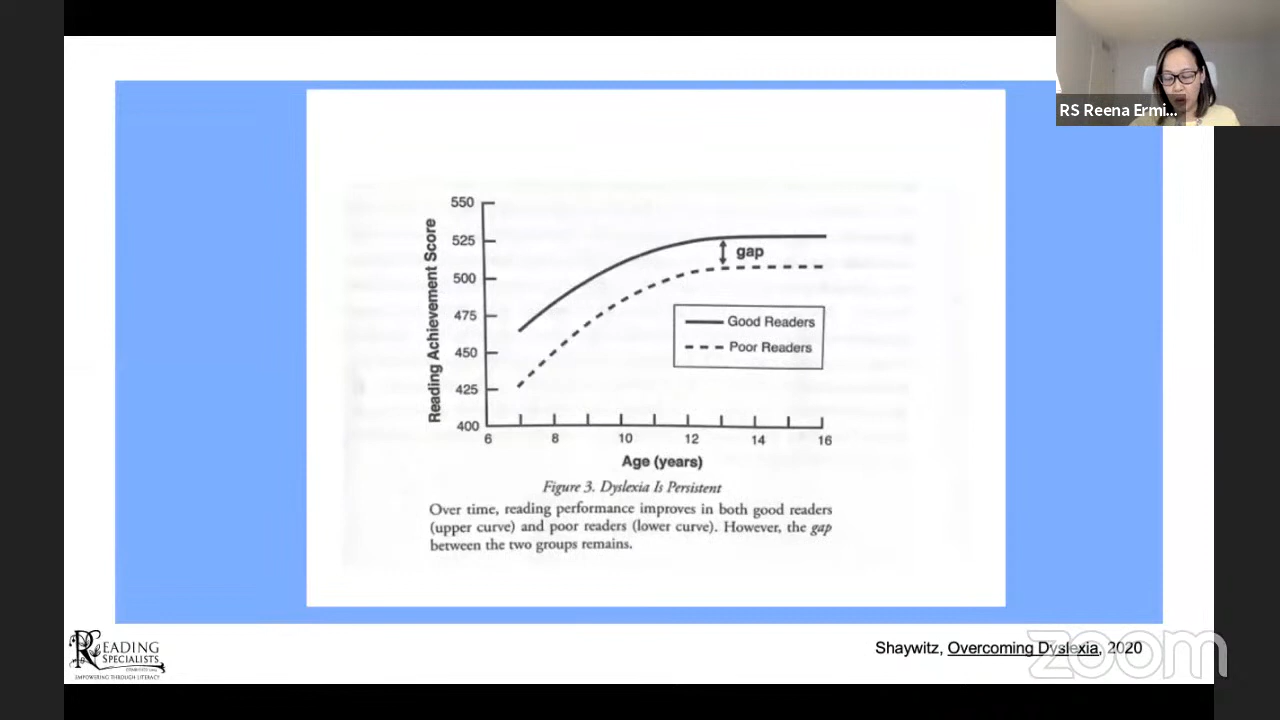 RS Reena Ermi...
550
525
500
475
450
425
400
Reading Achievement Score
gap
Good Readers
Poor Readers
6 8 10 12 14 16
Age (years)
Figure 3. Dyslexia Is Persistent
Over time, reading performance improves in both good readers
(upper curve) and poor readers (lower curve). However, the gap
between the two groups remains.
READING
SPECIALISTS
EMPOWERING THROUGH LITERACY
Shaywitz, Overcoming Dyslexia, 2020
zoom